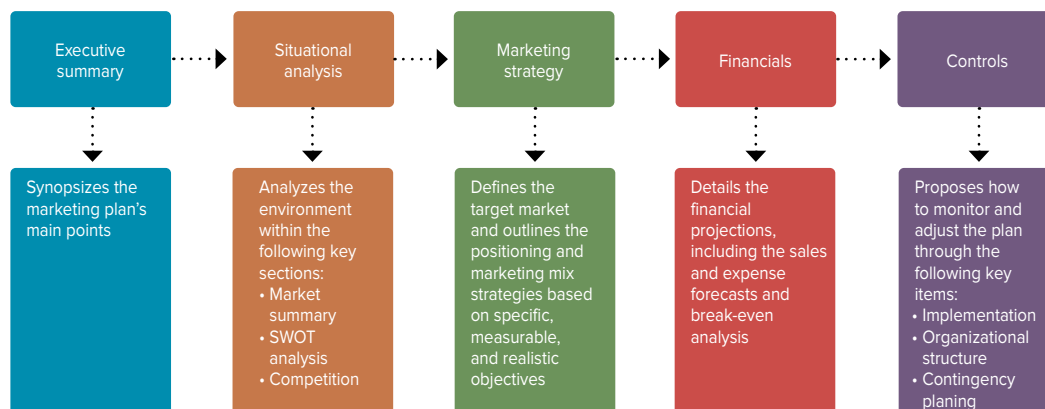 Executive
summary
Situational
analysis
Marketing
strategy
Financials
Controls
Synopsizes the
marketing plan’s
main points
Analyzes the
environment
within the
following key
sections:
• Market
summary
• SWOT
analysis
• Competition
Defines the
target market
and outlines the
positioning and
marketing mix
strategies based
on specific,
measurable,
and realistic
objectives
Details the
financial
projections,
including the sales
and expense
forecasts and
break-even
analysis
Proposes how
to monitor and
adjust the plan
through the
following key
items:
• Implementation
• Organizational
structure
• Contingency
planing